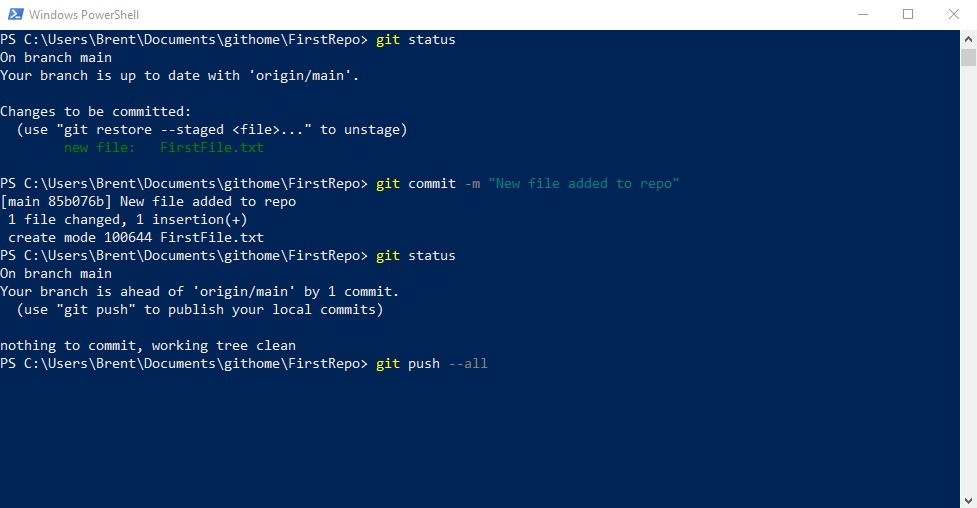 Windows PowerShell
PS C:\Users\Brent\Documents\githome\FirstRepo> git status
On branch main
Your branch is up to date with 'origin/main'.
Changes to be committed:
  (use "git restore --staged <file>..." to unstage)
        new file:   FirstFile.txt
PS C:\Users\Brent\Documents\githome\FirstRepo> git commit -m "New file added to repo"
[main 85b076b] New file added to repo
 1 file changed, 1 insertion(+)
 create mode 100644 FirstFile.txt
PS C:\Users\Brent\Documents\githome\FirstRepo> git status
On branch main
Your branch is ahead of 'origin/main' by 1 commit.
  (use "git push" to publish your local commits)
nothing to commit, working tree clean
PS C:\Users\Brent\Documents\githome\FirstRepo> git push --all